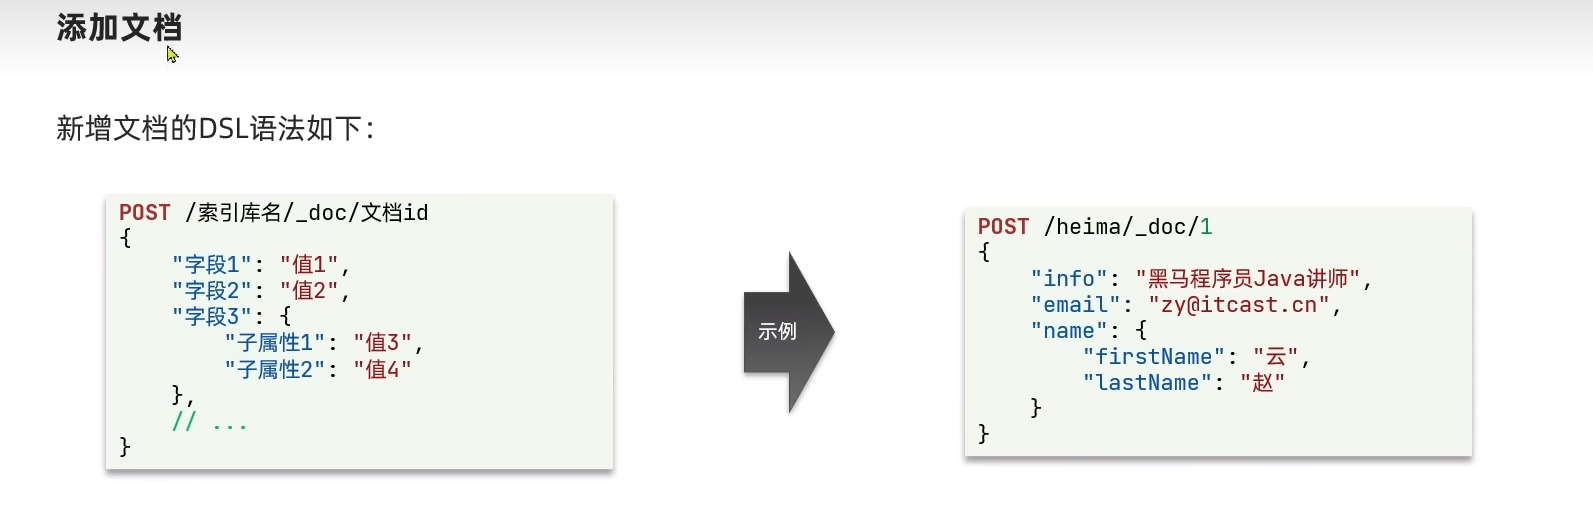 添加文档
新增文档的DSL语法如下：
POST /索引库名/_doc/文档id
{
    "字段1": "值1",
    "字段2": "值2",
    "字段3": {
        "子属性1": "值3",
        "子属性2": "值4"
    },
    // ...
}
示例
POST /heima/_doc/1
{
    "info": "黑马程序员Java讲师",
    "email": "zy@itcast.cn",
    "name": {
        "firstName": "云",
        "lastName": "赵"
    }
}